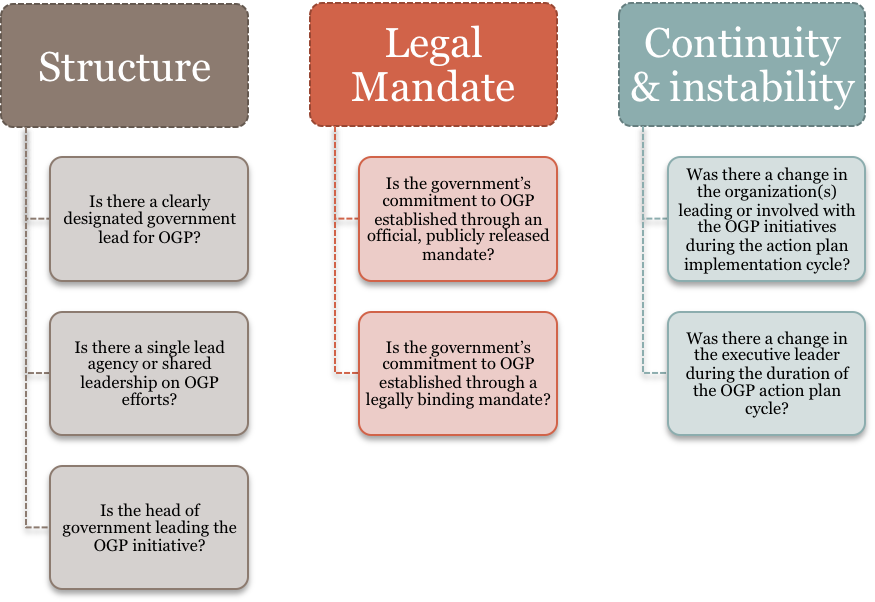 Structure
Is there a clearly
designated government
lead for OGP?
Is there a single lead
agency or shared
leadership on OGP
efforts?
Is the head of
government leading the
OGP initiative?
Legal
Mandate
Is the government’s
commitment to OGP
established through an
official, publicly released
mandate?
Is the government’s
commitment to OGP
established through a
legally binding mandate?
Continuity
& instability
Was there a change in
the organization(s)
leading or involved with
the OGP initiatives
during the action plan
implementation cycle?
Was there a change in
the executive leader
during the duration of
the OGP action plan
cycle?